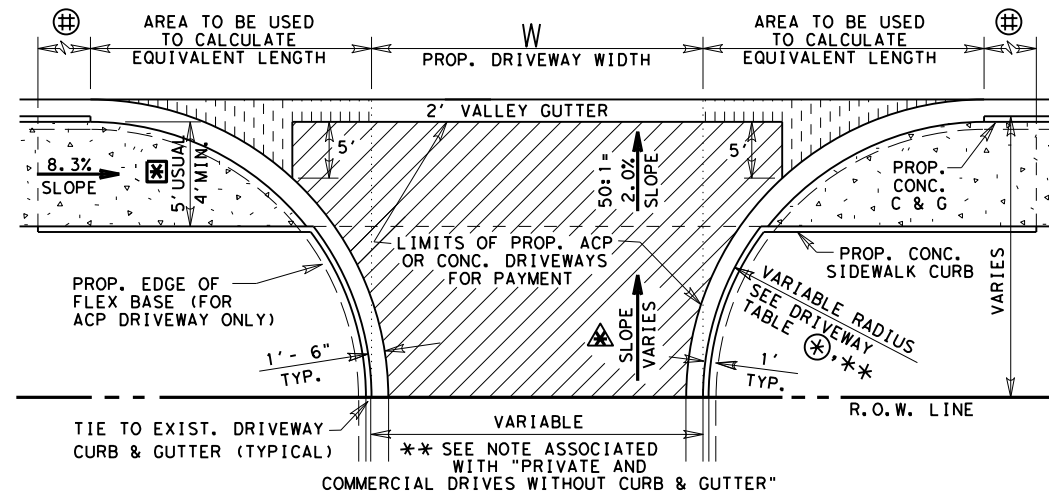 #
AREA TO BE USED
TO CALCULATE
EQUIVALENT LENGTH
W
PROP. DRIVEWAY WIDTH
AREA TO BE USED
TO CALCULATE
EQUIVALENT LENGTH
#
2' VALLEY GUTTER
8.3%
SLOPE
*
5' USUAL
4' MIN.
5'
50:1"
2.0%
SLOPE
5'
PROP.
CONC.
C & G
LIMITS OF PROP. ACP
OR CONC. DRIVEWAYS
FOR PAYMENT
PROP. CONC.
SIDEWALK CURB
VARIES
PROP. EDGE OF
FLEX BASE (FOR
ACP DRIVEWAY ONLY)
*
SLOPE
VARIES
VARIABLE RADIUS
SEE DRIVEWAY
TABLE *,**
1'-6"
TYP.
1'
TYP.
R.O.W. LINE
TIE TO EXIST. DRIVEWAY
CURB & GUTTER (TYPICAL)
VARIABLE
** SEE NOTE ASSOCIATED
WITH "PRIVATE AND
COMMERCIAL DRIVES WITHOUT CURB & GUTTER"